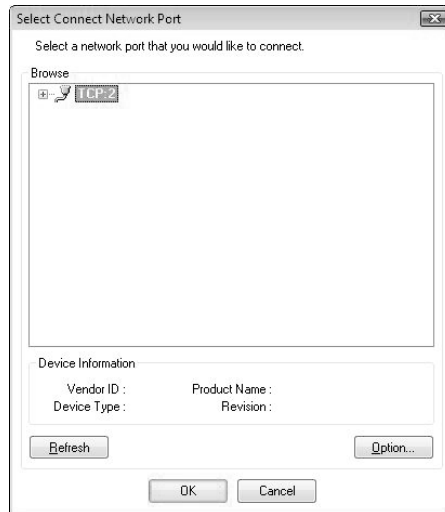 Select Connect Network Port
Select a network port that you would like to connect.
Browse
TCP:2
Device Information
Vendor ID : Product Name :
Device Type : Revision :
Refresh Option...
OK Cancel